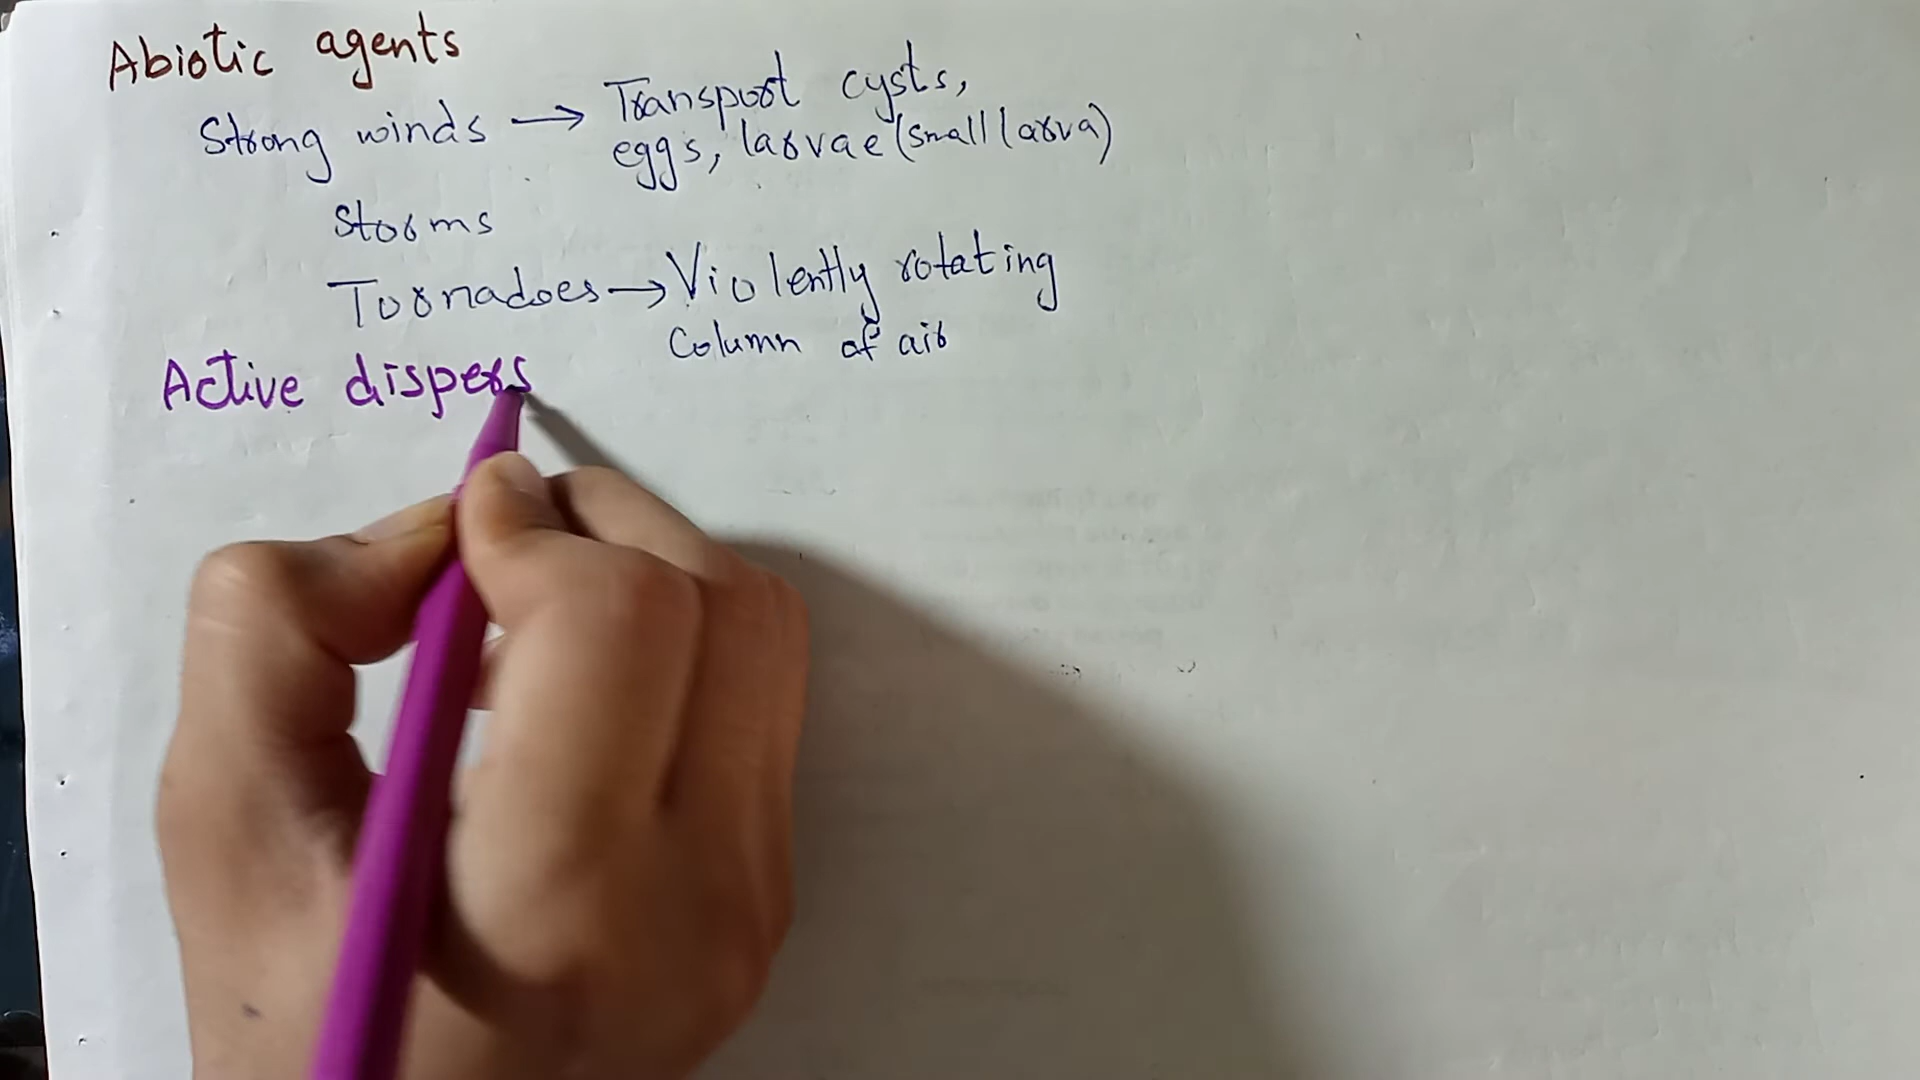 Abiotic agents
Strong winds → Transport cysts,
eggs, larvae (small larva)
Storms
Tornadoes → Violently rotating
Column of air
Active dispers